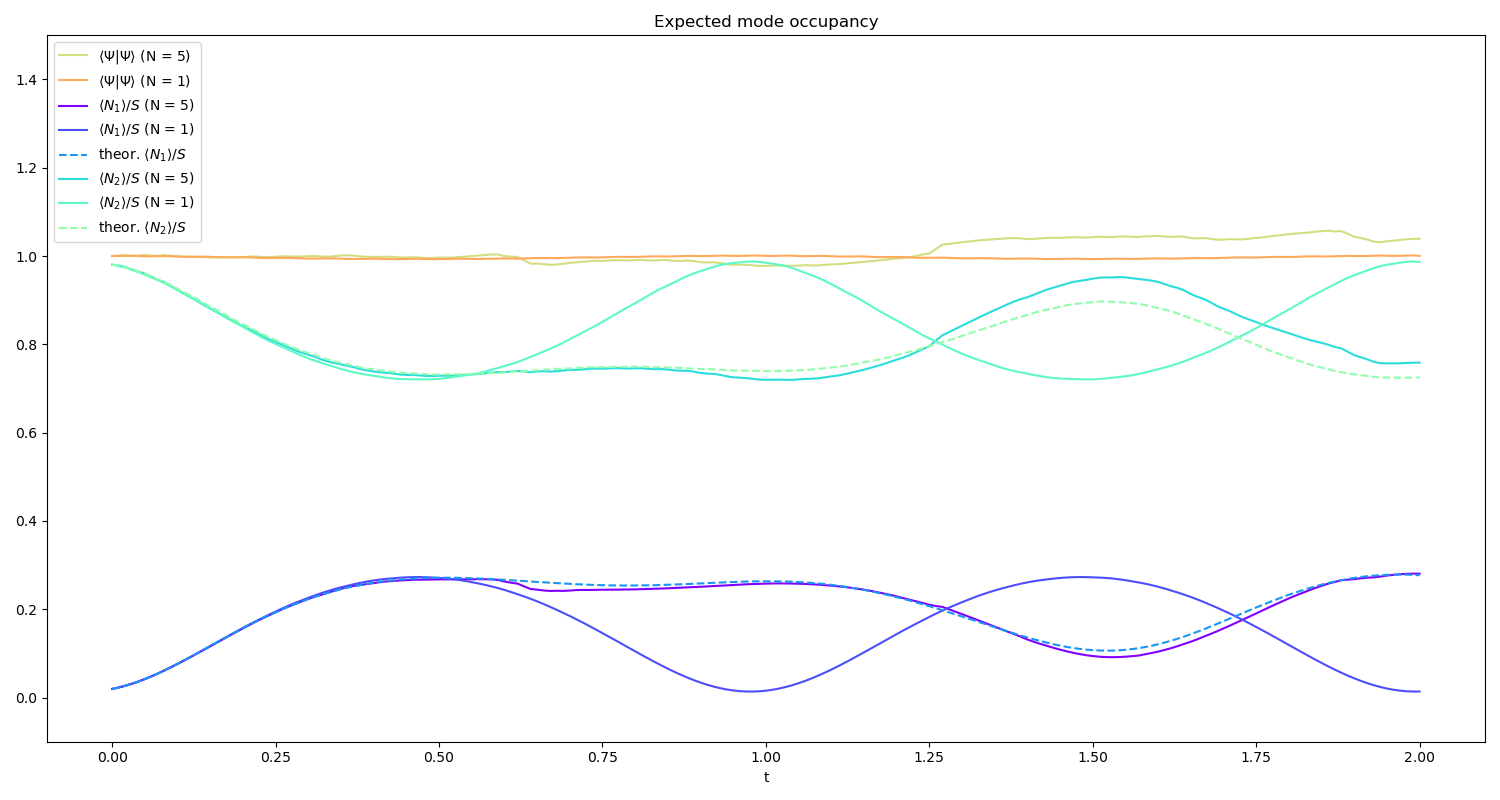 Expected mode occupancy
⟨Ψ|Ψ⟩ (N = 5)
⟨Ψ|Ψ⟩ (N = 1)
⟨N₁⟩/S (N = 5)
⟨N₁⟩/S (N = 1)
theor. ⟨N₁⟩/S
⟨N₂⟩/S (N = 5)
⟨N₂⟩/S (N = 1)
theor. ⟨N₂⟩/S
1.4
1.2
1.0
0.8
0.6
0.4
0.2
0.0
0.00 0.25 0.50 0.75 1.00 1.25 1.50 1.75 2.00
t